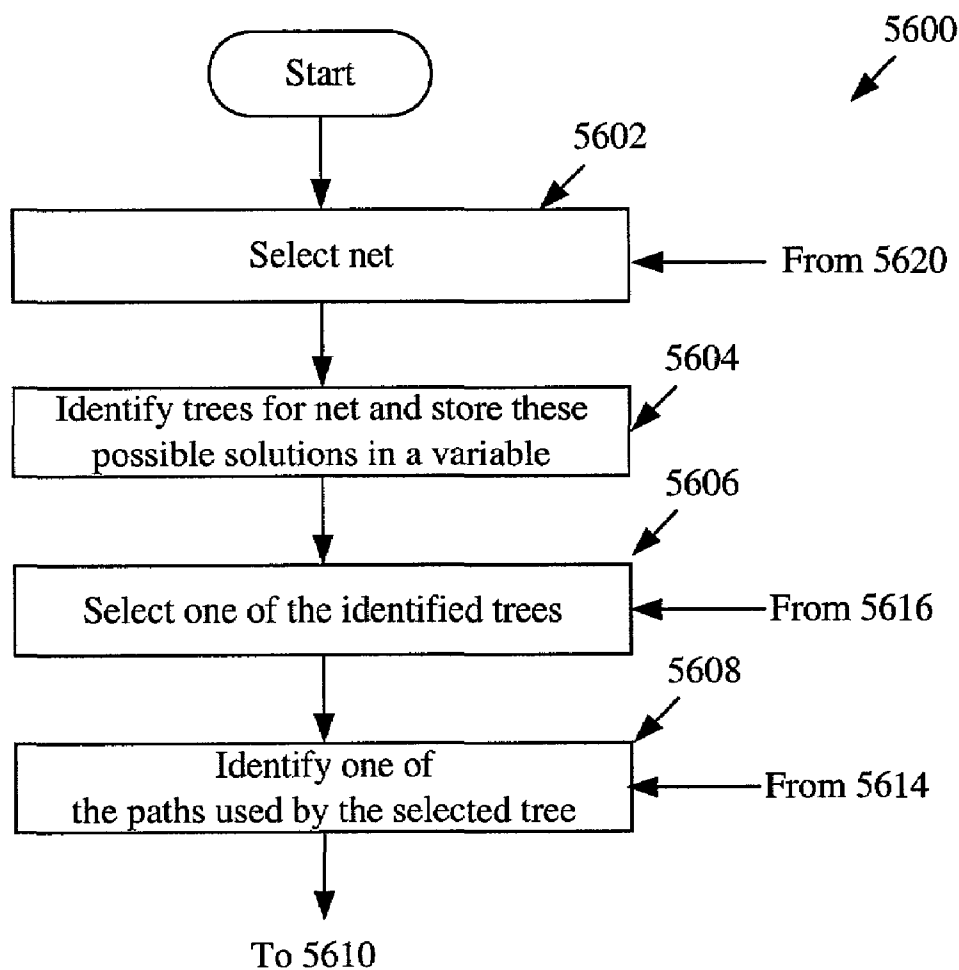 5600
Start
5602
Select net
From 5620
5604
Identify trees for net and store these
possible solutions in a variable
5606
Select one of the identified trees
From 5616
5608
Identify one of
the paths used by the selected tree
From 5614
To 5610